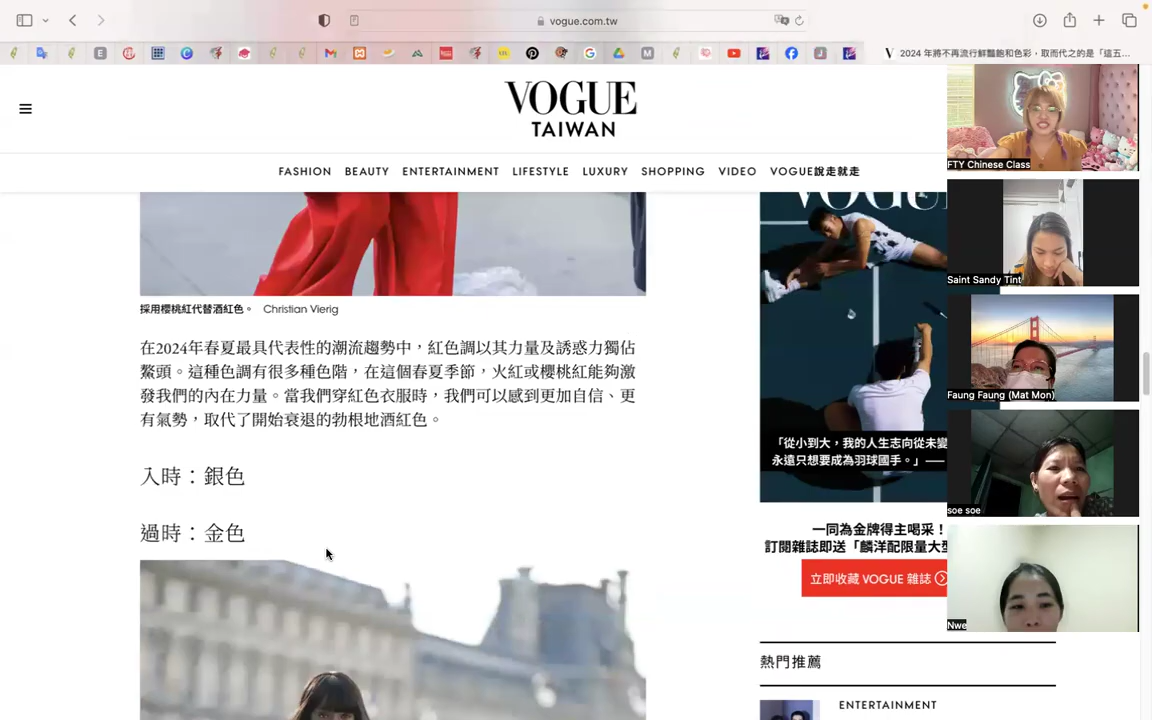 vogue.com.tw
2024 年將不再流行鮮豔飽和色彩，取而代之的是「這五...
VOGUE
TAIWAN
FASHION BEAUTY ENTERTAINMENT LIFESTYLE LUXURY SHOPPING VIDEO VOGUE說走就走
採用櫻桃紅代替酒紅色。 Christian Vierig
在2024年春夏最具代表性的潮流趨勢中，紅色調以其力量及誘惑力獨佔
鰲頭。這種色調有很多種色階，在這個春夏季節，火紅或櫻桃紅能夠激
發我們的內在力量。當我們穿紅色衣服時，我們可以感到更加自信、更
有氣勢，取代了開始衰退的勃根地酒紅色。
入時：銀色
過時：金色
VOGUE
「從小到大，我的人生志向從未變
永遠只想要成為羽球國手。」——
一同為金牌得主喝采！
訂閱雜誌即送「麟洋配限量大型
立即收藏 VOGUE 雜誌
熱門推薦
ENTERTAINMENT
FTY Chinese Class
Saint Sandy Tint
Faung Faung (Mat Mon)
soe soe
Nwe